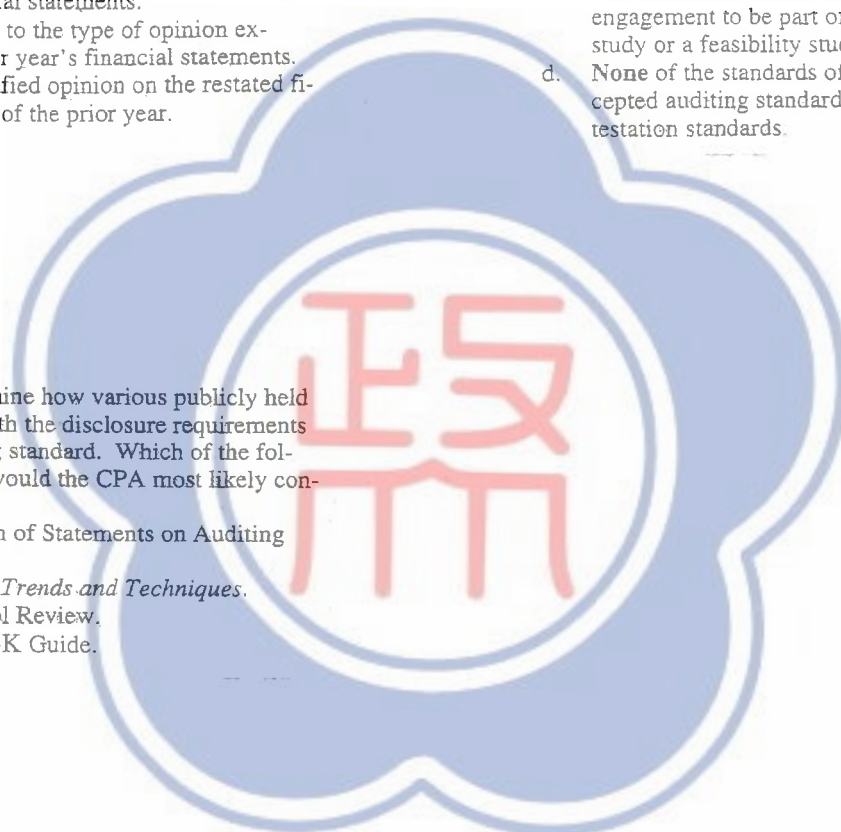 al statements.
to the type of opinion ex-
r year's financial statements.
fied opinion on the restated fi-
of the prior year.
ine how various publicly held
th the disclosure requirements
g standard. Which of the fol-
would the CPA most likely con-
n of Statements on Auditing
Trends and Techniques.
l Review.
-K Guide.
engagement to be part of
study or a feasibility stu
d. None of the standards of
cepted auditing standard
testation standards.
政大